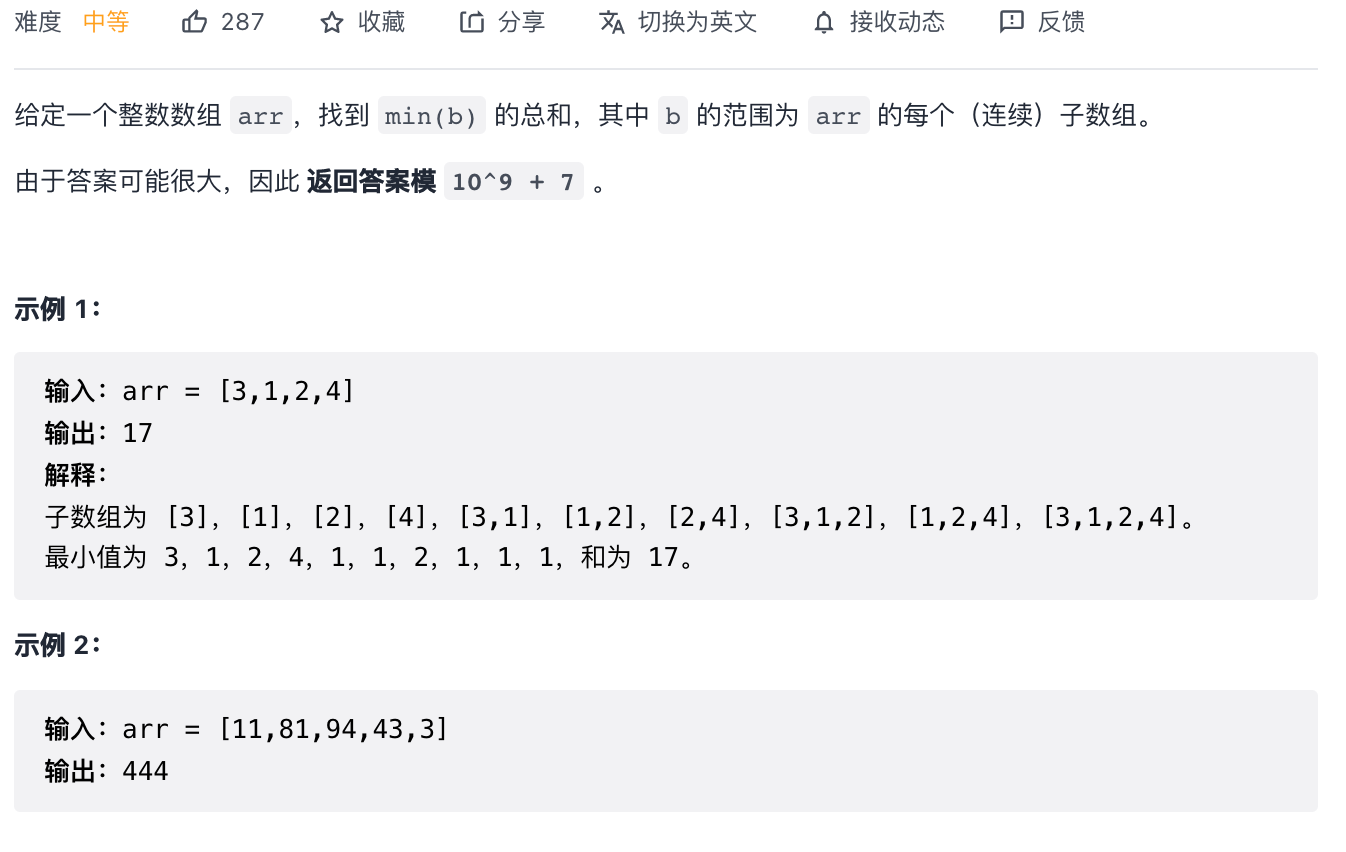 难度 中等 287 收藏 分享 切换为英文 接收动态 反馈
给定一个整数数组 arr，找到 min(b) 的总和，其中 b 的范围为 arr 的每个（连续）子数组。
由于答案可能很大，因此 返回答案模 10^9 + 7 。
示例 1：
输入：arr = [3,1,2,4]
输出：17
解释：
子数组为 [3]，[1]，[2]，[4]，[3,1]，[1,2]，[2,4]，[3,1,2]，[1,2,4]，[3,1,2,4]。
最小值为 3，1，2，4，1，1，2，1，1，1，和为 17。
示例 2：
输入：arr = [11,81,94,43,3]
输出：444